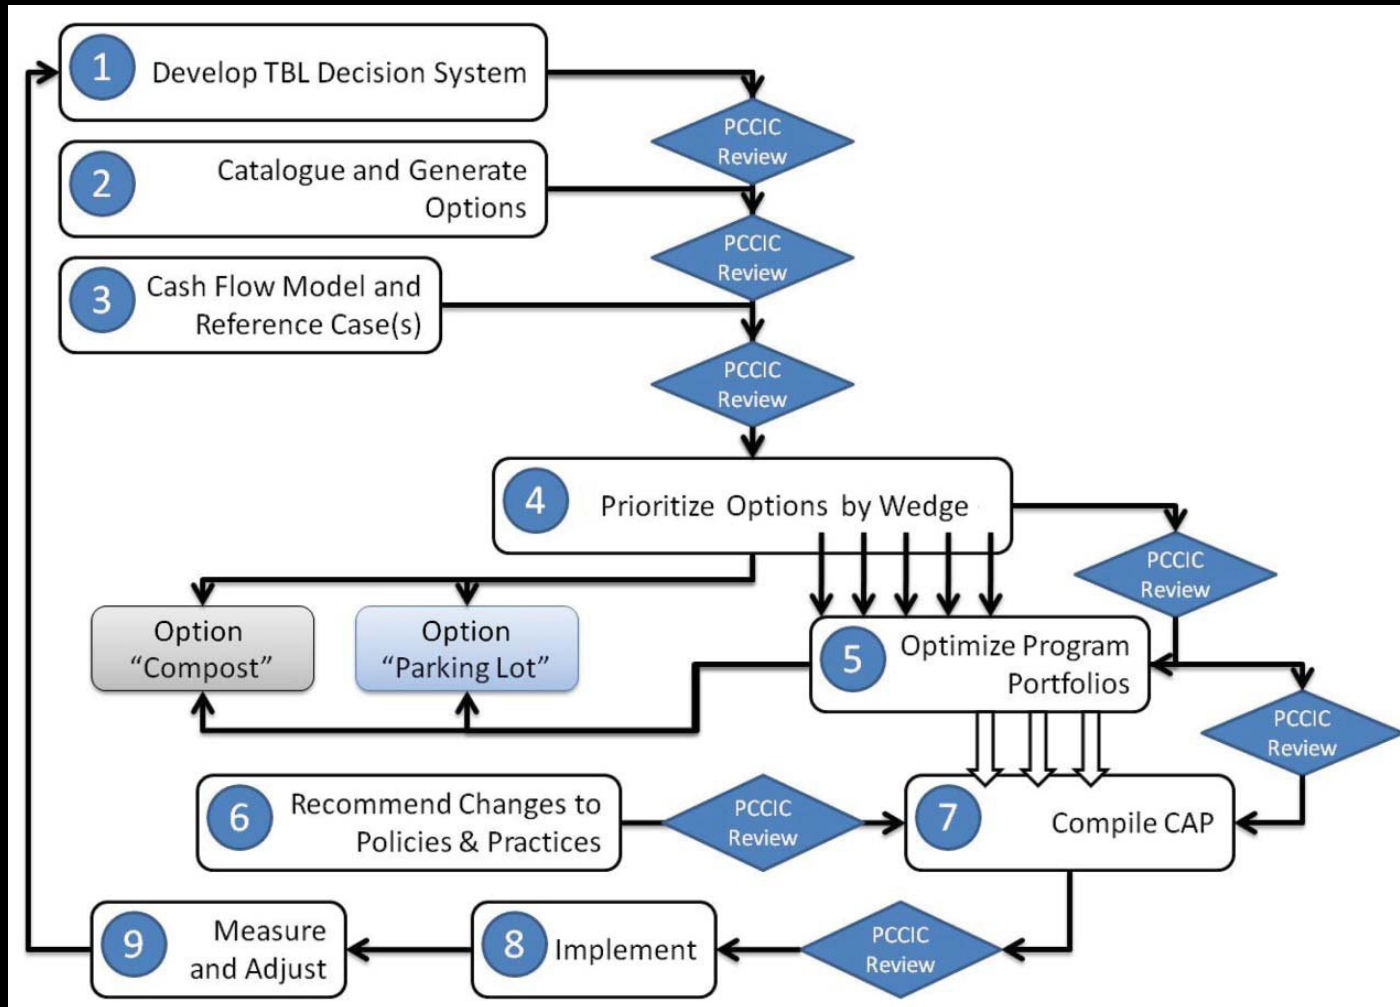 1
Develop TBL Decision System
PCCIC
Review
2
Catalogue and Generate
Options
PCCIC
Review
3
Cash Flow Model and
Reference Case(s)
PCCIC
Review
4
Prioritize Options by Wedge
PCCIC
Review
Option
“Compost”
Option
“Parking Lot”
5
Optimize Program
Portfolios
PCCIC
Review
6
Recommend Changes to
Policies & Practices
PCCIC
Review
7
Compile CAP
9
Measure
and Adjust
8
Implement
PCCIC
Review